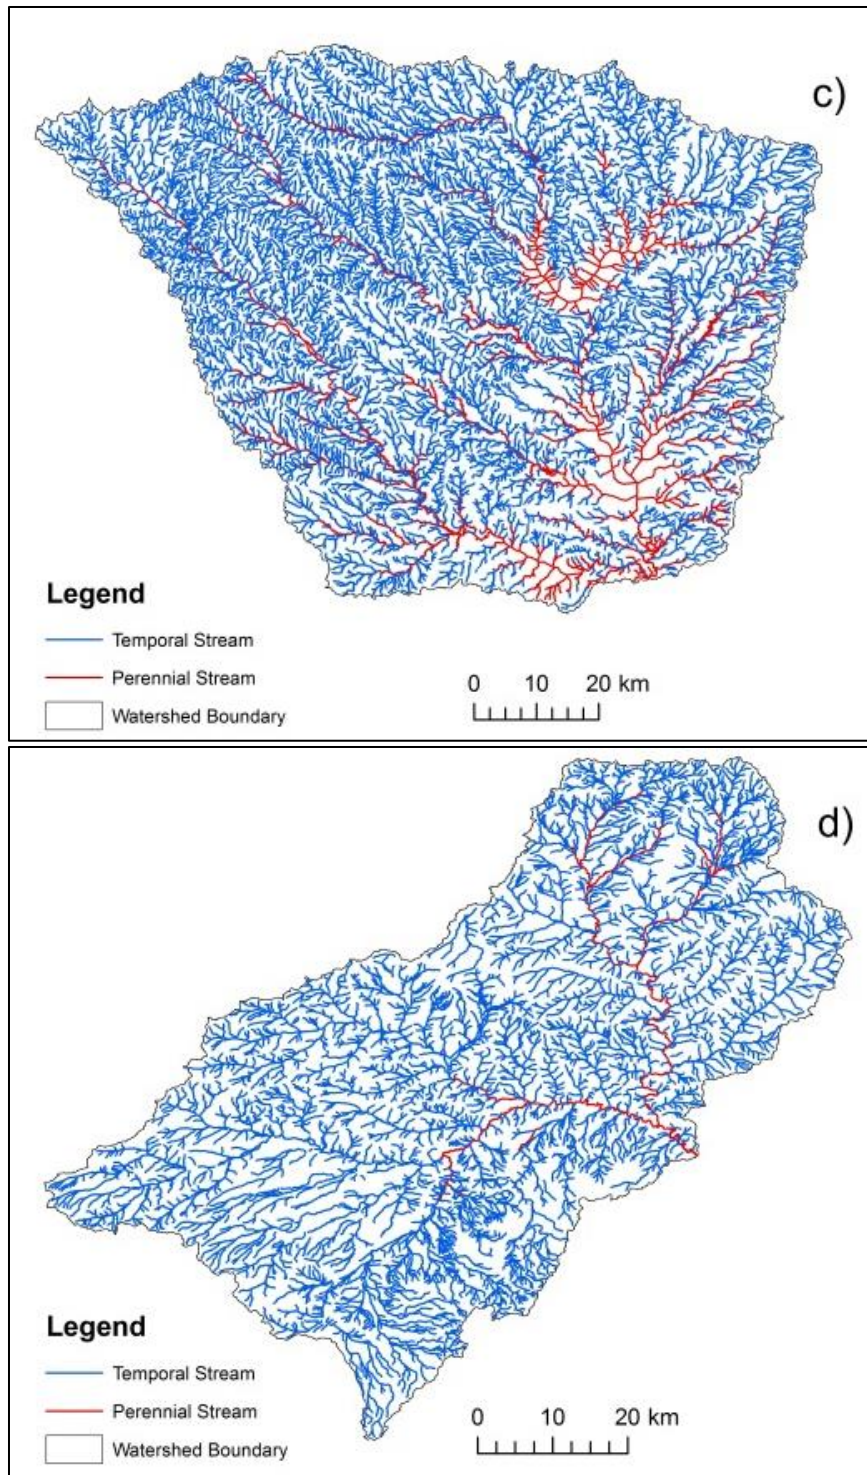 c)
Legend
Temporal Stream
Perennial Stream
Watershed Boundary
0 10 20 km
d)
Legend
Temporal Stream
Perennial Stream
Watershed Boundary
0 10 20 km